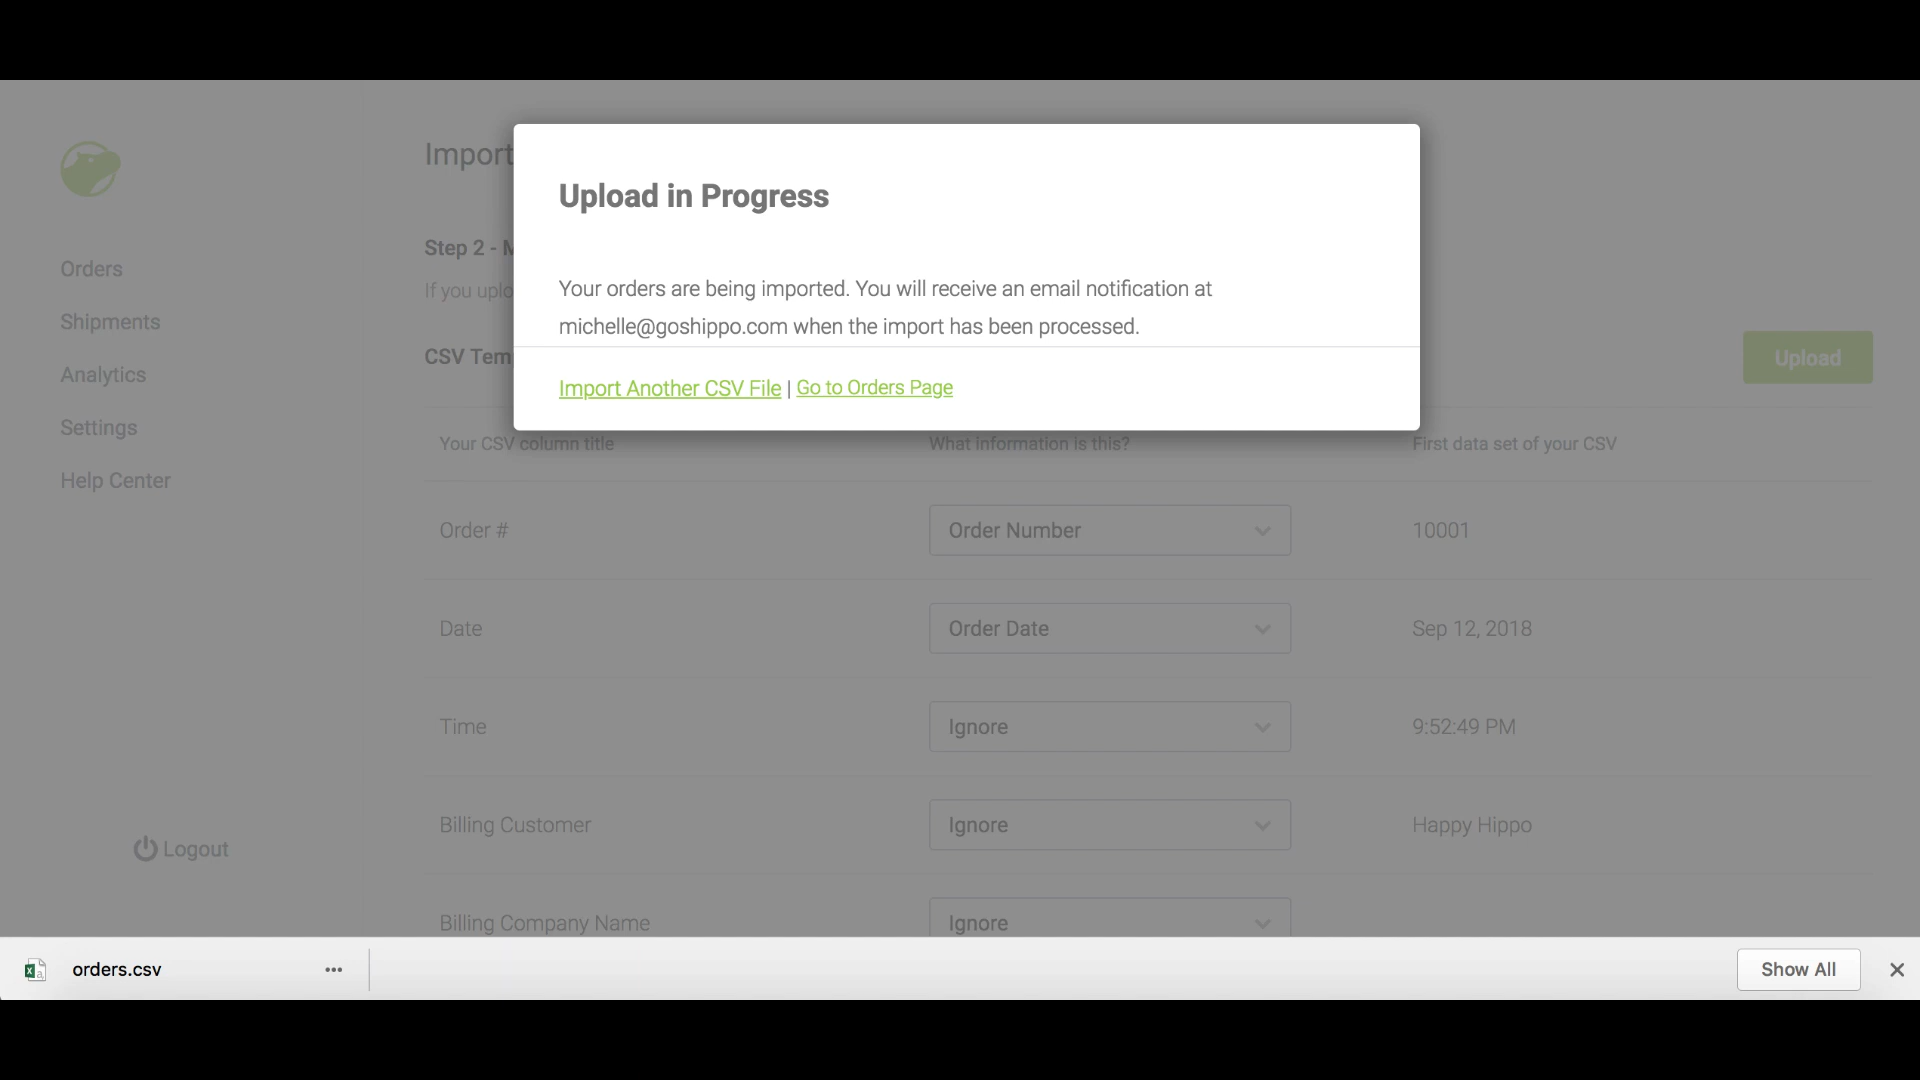 Import
Upload in Progress
Step 2 - M
Orders
If you uplo
Your orders are being imported. You will receive an email notification at
michelle@goshippo.com when the import has been processed.
Shipments
CSV Tem
Upload
Analytics
Import Another CSV File | Go to Orders Page
Settings
Your CSV column title
What information is this?
First data set of your CSV
Help Center
Order #
Order Number
10001
Date
Order Date
Sep 12, 2018
Time
Ignore
9:52:49 PM
Billing Customer
Ignore
Happy Hippo
Logout
Billing Company Name
Ignore
orders.csv
Show All